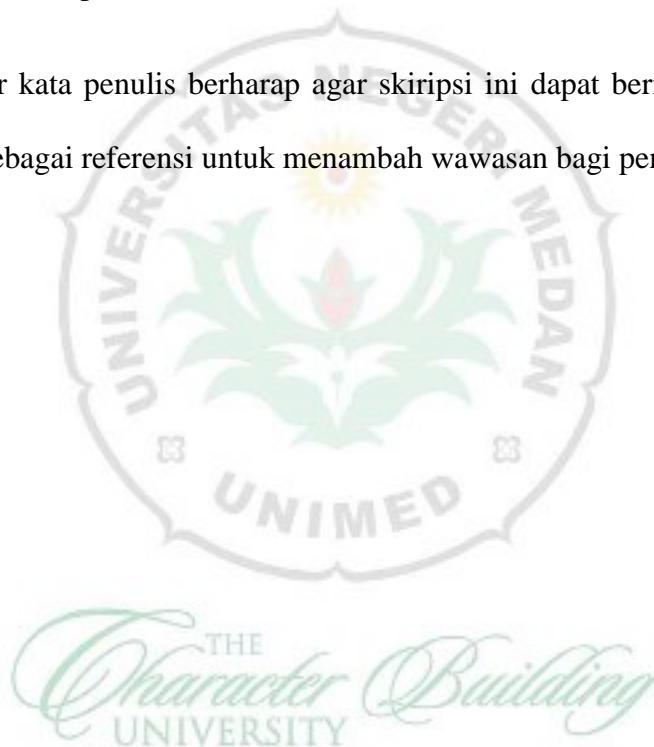 r kata penulis berharap agar skiripsi ini dapat ber
ebagai referensi untuk menambah wawasan bagi per
UNIVERSITAS NEGERI MEDAN
UNIMED
THE
Character Building
UNIVERSITY